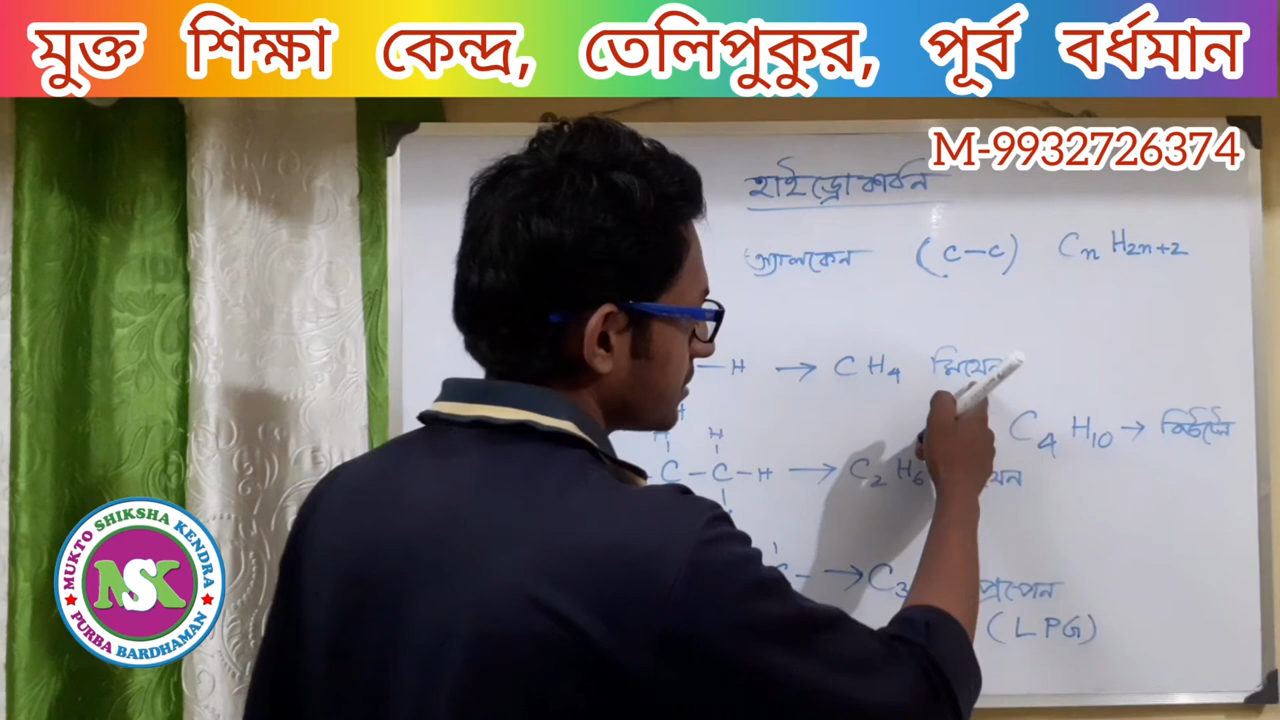 মুক্ত শিক্ষা কেন্দ্র, তেলিপুকুর, পূর্ব বর্ধমান
M-9932726374
হাইড্রোকার্বন
অ্যালকেন (C-C) CnH2n+2
-H → CH4 মিথেন
H
C4H10 →
H H
C-C-H → C2H6
C- → C3 প্রপেন
(LPG)
MUKTO SHIKSHA KENDRA
MSK
PURBA BARDHAMAN